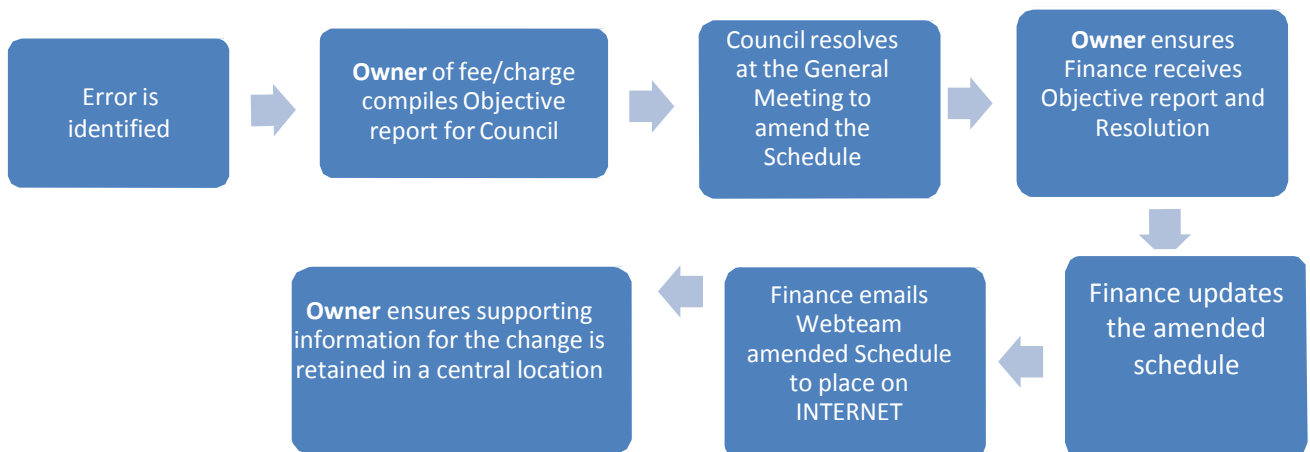 Error is
identified
Owner of fee/charge
compiles Objective
report for Council
Council resolves
at the General
Meeting to
amend the
Schedule
Owner ensures
Finance receives
Objective report and
Resolution
Finance updates
the amended
schedule
Finance emails
Webteam
amended Schedule
to place on
INTERNET
Owner ensures supporting
information for the change is
retained in a central location